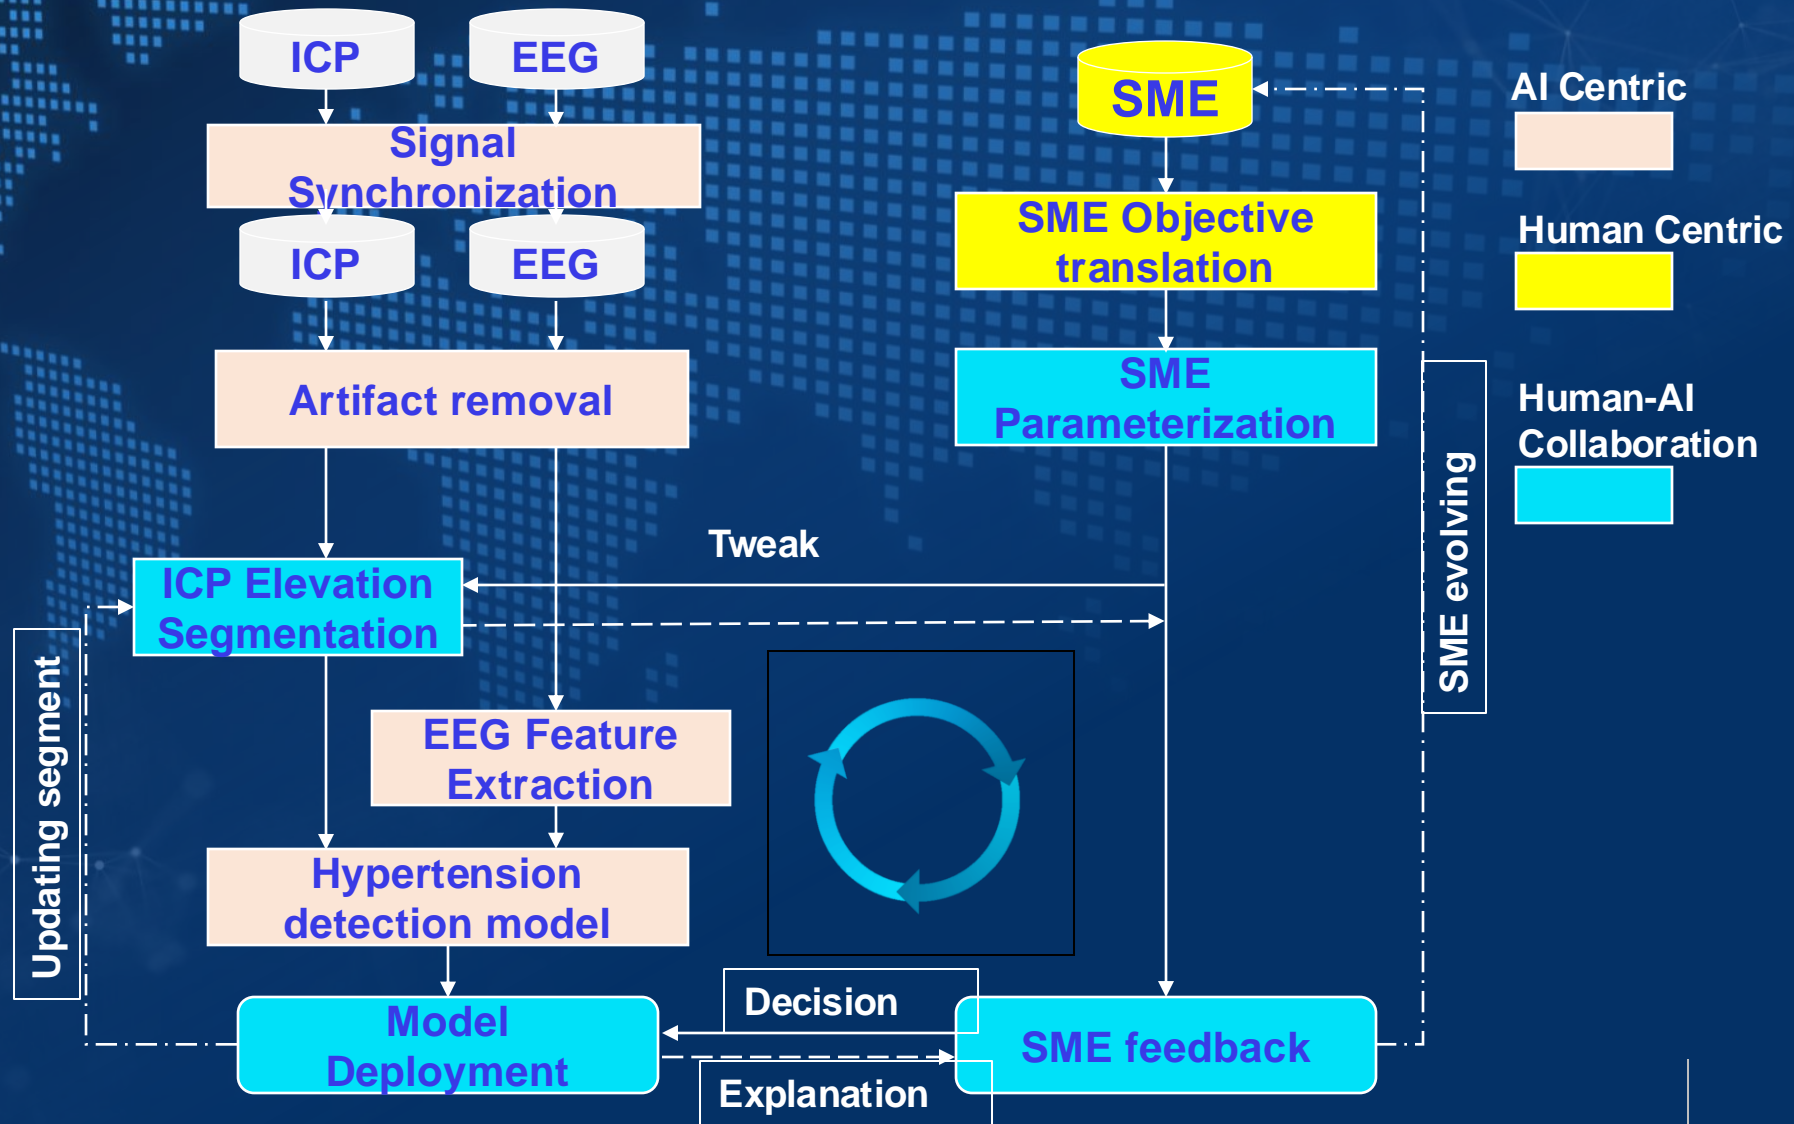 ICP
EEG
Signal
Synchronization
ICP
EEG
Artifact removal
ICP Elevation
Segmentation
EEG Feature
Extraction
Hypertension
detection model
Model
Deployment
Updating segment
Tweak
Decision
Explanation
SME
SME Objective
translation
SME
Parameterization
SME feedback
SME evolving
AI Centric
Human Centric
Human-AI
Collaboration